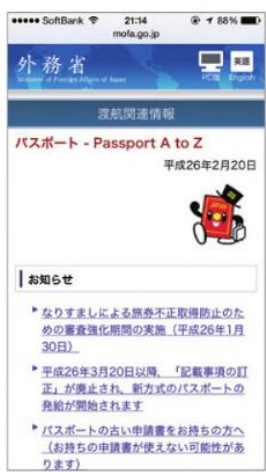 SoftBank 21:14 88%
mofa.go.jp
外務省
Ministry of Foreign Affairs of Japan
PC版
英語
English
渡航関連情報
パスポート - Passport A to Z
平成26年2月20日
お知らせ
なりすましによる旅券不正取得防止のた
めの審査強化期間の実施（平成26年1月
30日）
平成26年3月20日以降、「記載事項の訂
正」が廃止され、新方式のパスポートの
発給が開始されます
パスポートの古い申請書をお持ちの方へ
（お持ちの申請書が使えない可能性があ
ります）